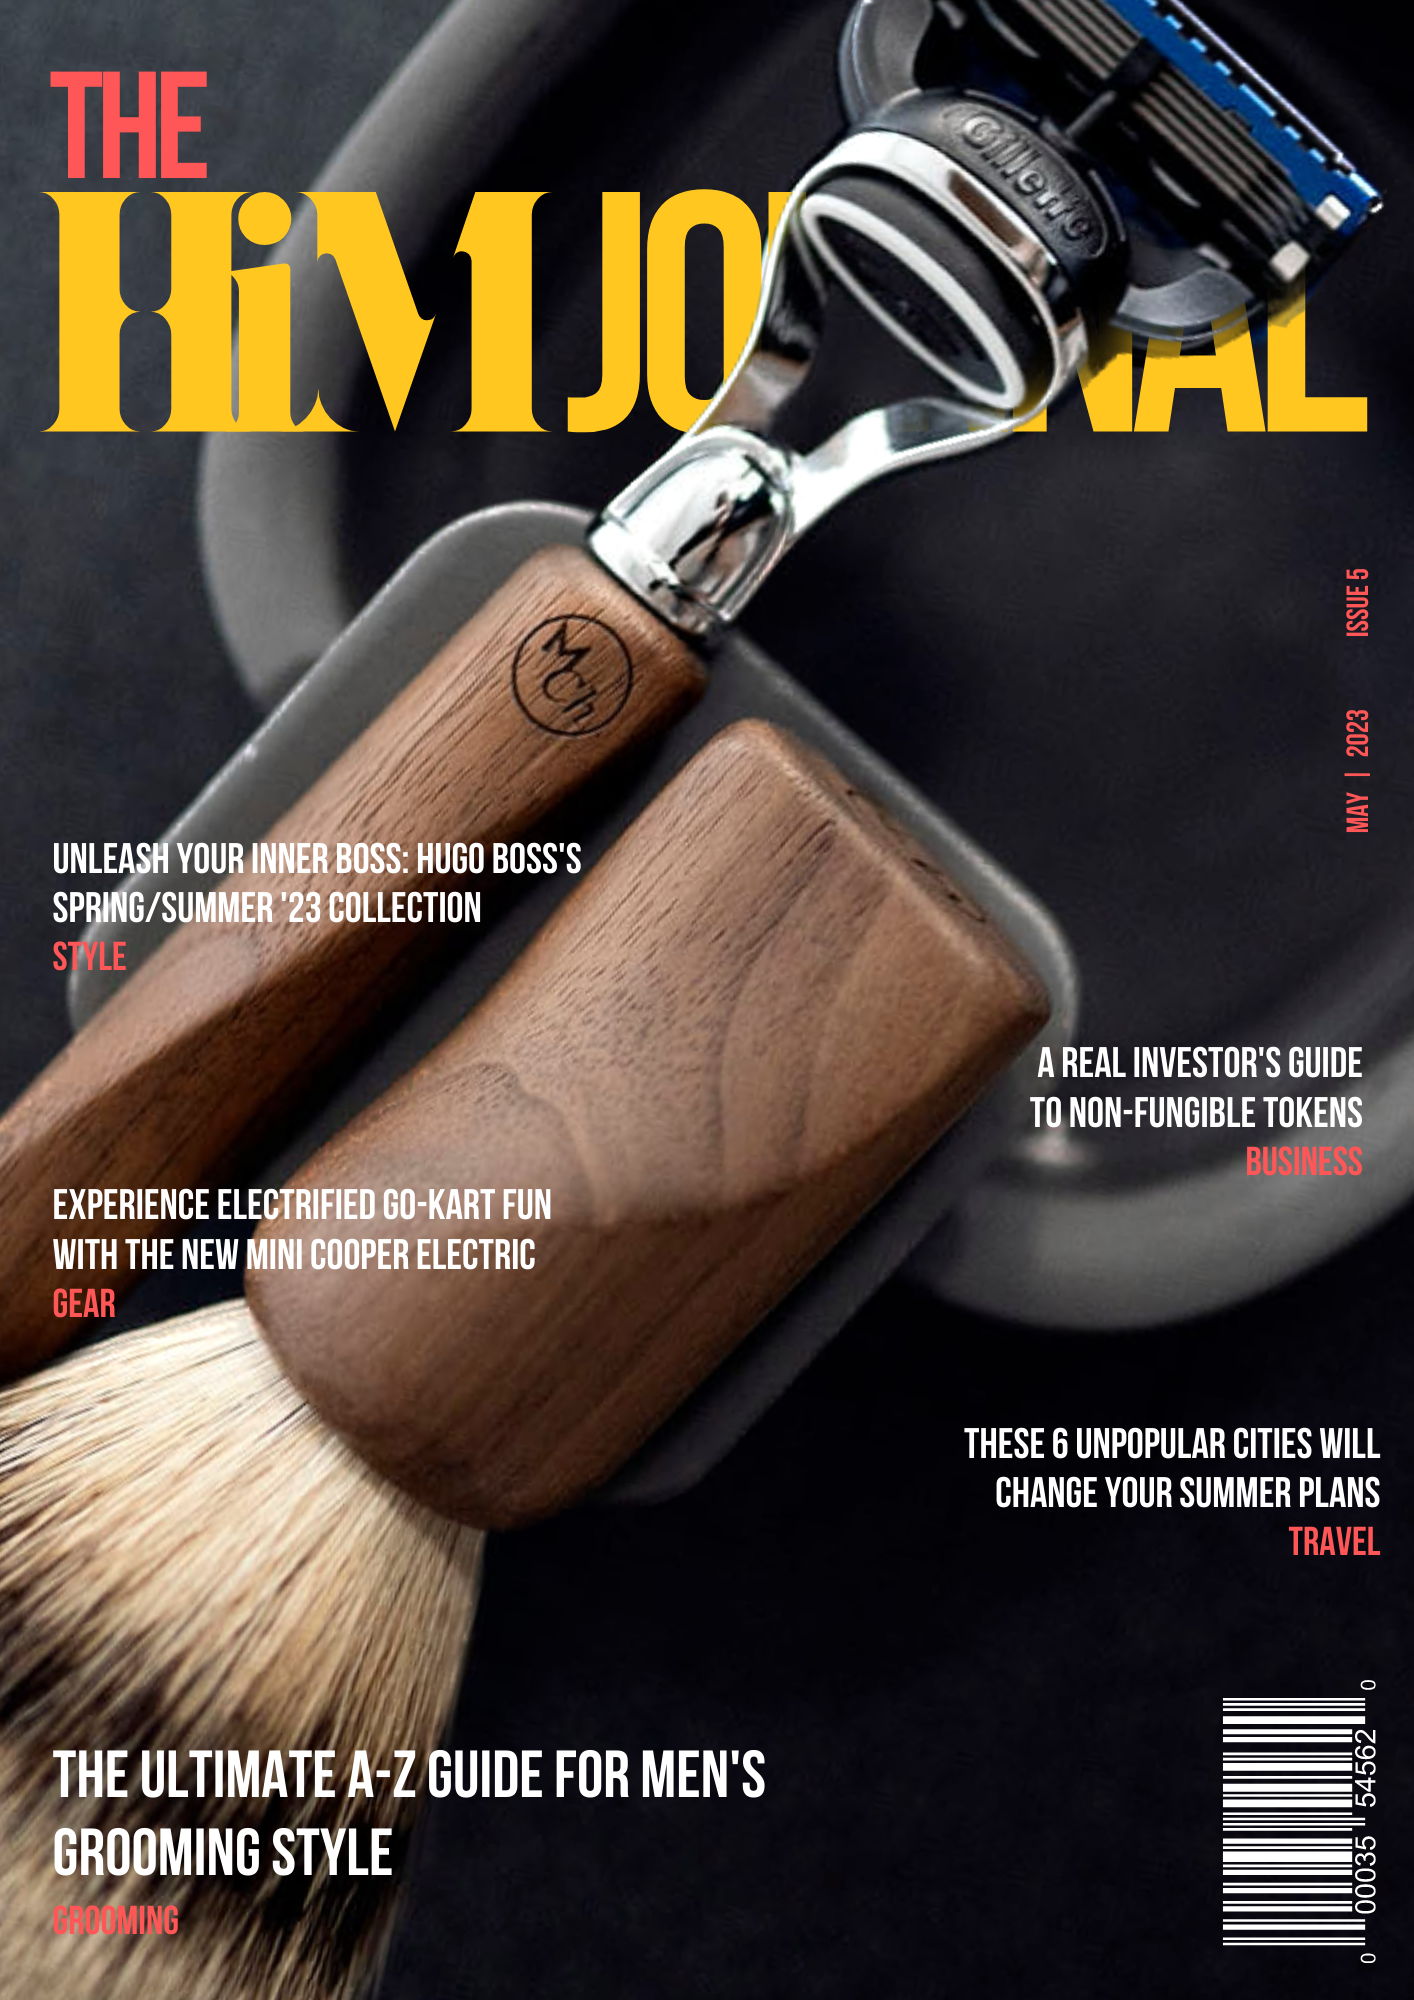 THE
HiM JOURNAL
Gillette
MCh
ISSUE 5
MAY | 2023
UNLEASH YOUR INNER BOSS: HUGO BOSS'S
SPRING/SUMMER '23 COLLECTION
STYLE
A REAL INVESTOR'S GUIDE
TO NON-FUNGIBLE TOKENS
BUSINESS
EXPERIENCE ELECTRIFIED GO-KART FUN
WITH THE NEW MINI COOPER ELECTRIC
GEAR
THESE 6 UNPOPULAR CITIES WILL
CHANGE YOUR SUMMER PLANS
TRAVEL
THE ULTIMATE A-Z GUIDE FOR MEN'S
GROOMING STYLE
GROOMING
0 00035 54562 0